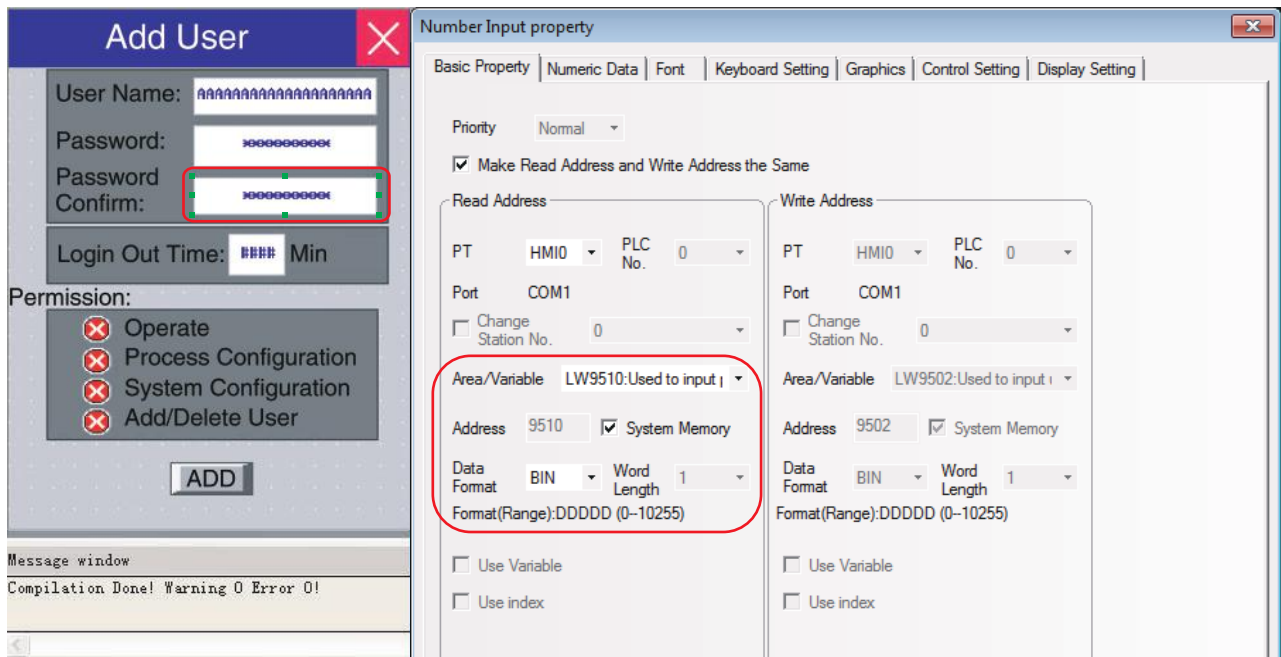 Add User
User Name: AAAAAAAAAAAAAAAAAAAA
Password: **********
Password
Confirm: **********
Login Out Time: #### Min
Permission:
Operate
Process Configuration
System Configuration
Add/Delete User
ADD
Message window
Compilation Done! Warning 0 Error 0!
Number Input property
Basic Property Numeric Data Font Keyboard Setting Graphics Control Setting Display Setting
Priority Normal
Make Read Address and Write Address the Same
Read Address
PT HMI0 PLC No. 0
Port COM1
Change Station No. 0
Area/Variable LW9510:Used to input
Address 9510 System Memory
Data Format BIN Word Length 1
Format(Range):DDDDD (0--10255)
Use Variable
Use index
Write Address
PT HMI0 PLC No. 0
Port COM1
Change Station No. 0
Area/Variable LW9502:Used to input
Address 9502 System Memory
Data Format BIN Word Length 1
Format(Range):DDDDD (0--10255)
Use Variable
Use index